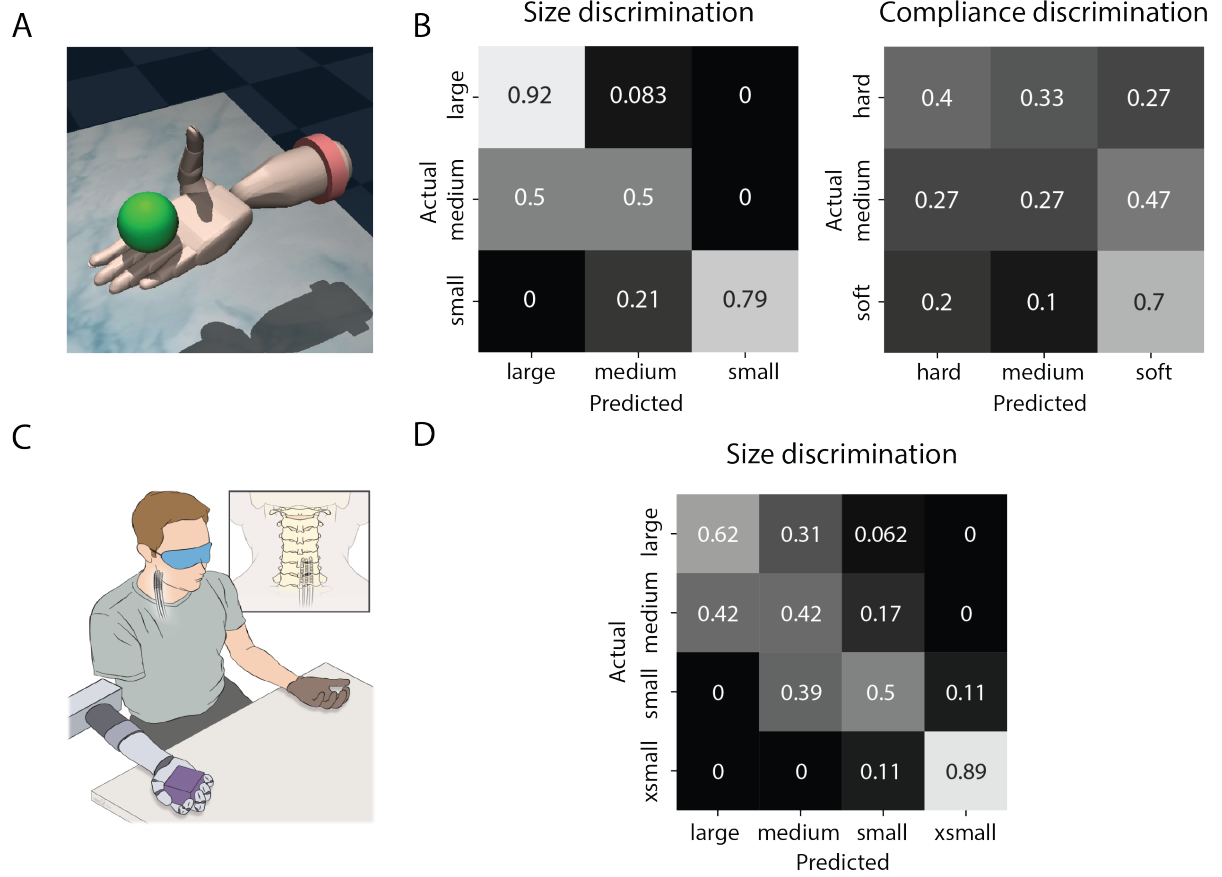 A
B
Size discrimination
Compliance discrimination
large
0.92 0.083 0
Actual
medium
0.5 0.5 0
small
0 0.21 0.79
large medium small
Predicted
hard
0.4 0.33 0.27
Actual
medium
0.27 0.27 0.47
soft
0.2 0.1 0.7
hard medium soft
Predicted
C
D
Size discrimination
large
0.62 0.31 0.062 0
medium
0.42 0.42 0.17 0
Actual
small
0 0.39 0.5 0.11
xsmall
0 0 0.11 0.89
large medium small xsmall
Predicted